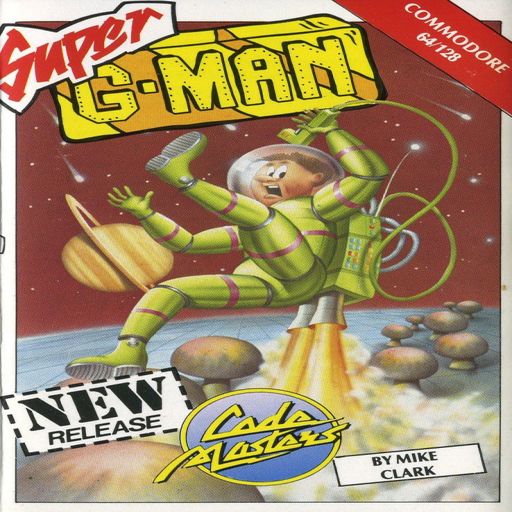 Super
G·MAN
COMMODORE
64/128
NEW
RELEASE
Code
Masters
BY MIKE
CLARK